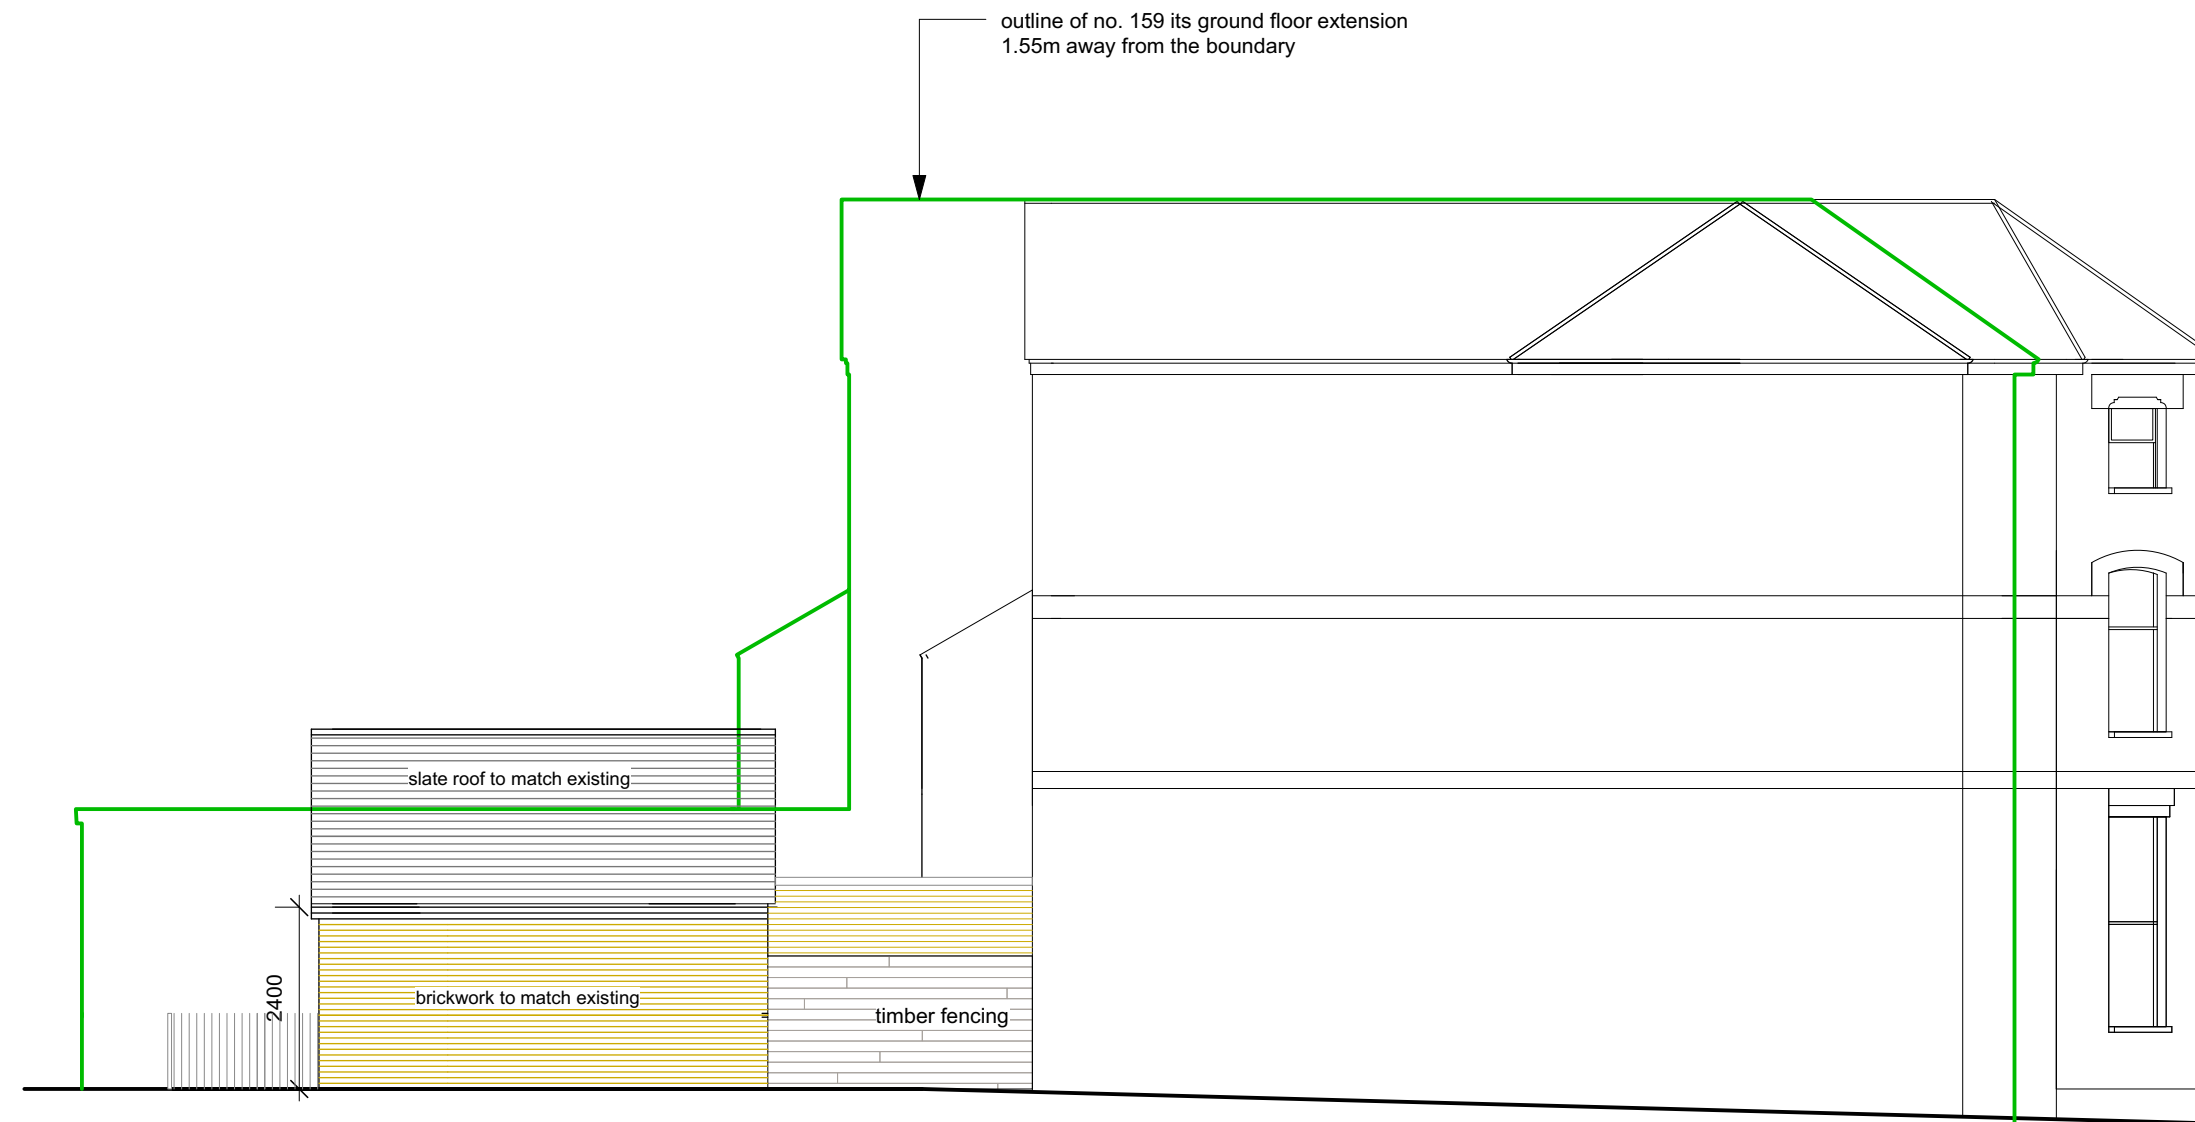 outline of no. 159 its ground floor extension
1.55m away from the boundary
slate roof to match existing
2400
brickwork to match existing
timber fencing